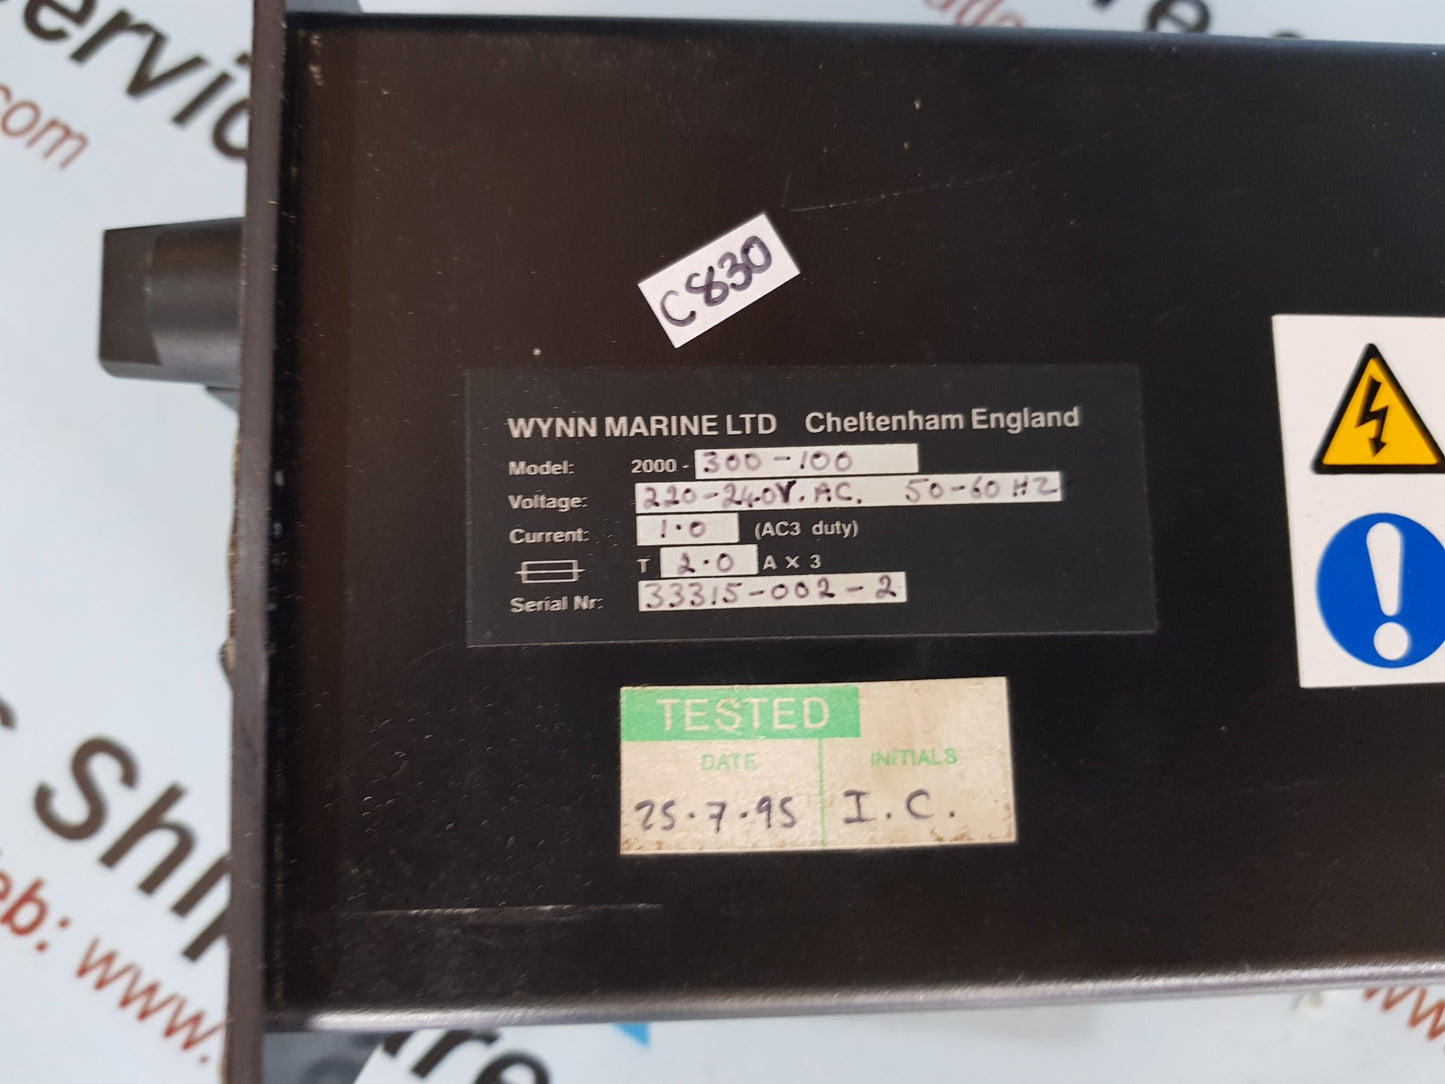 C830
WYNN MARINE LTD Cheltenham England
Model: 2000 - 300-100
Voltage: 220-240V.AC. 50-60 HZ
Current: 1.0 (AC3 duty)
T 2.0 A X 3
Serial Nr: 33315-002-2
TESTED
DATE INITIALS
25.7.95 I.C.